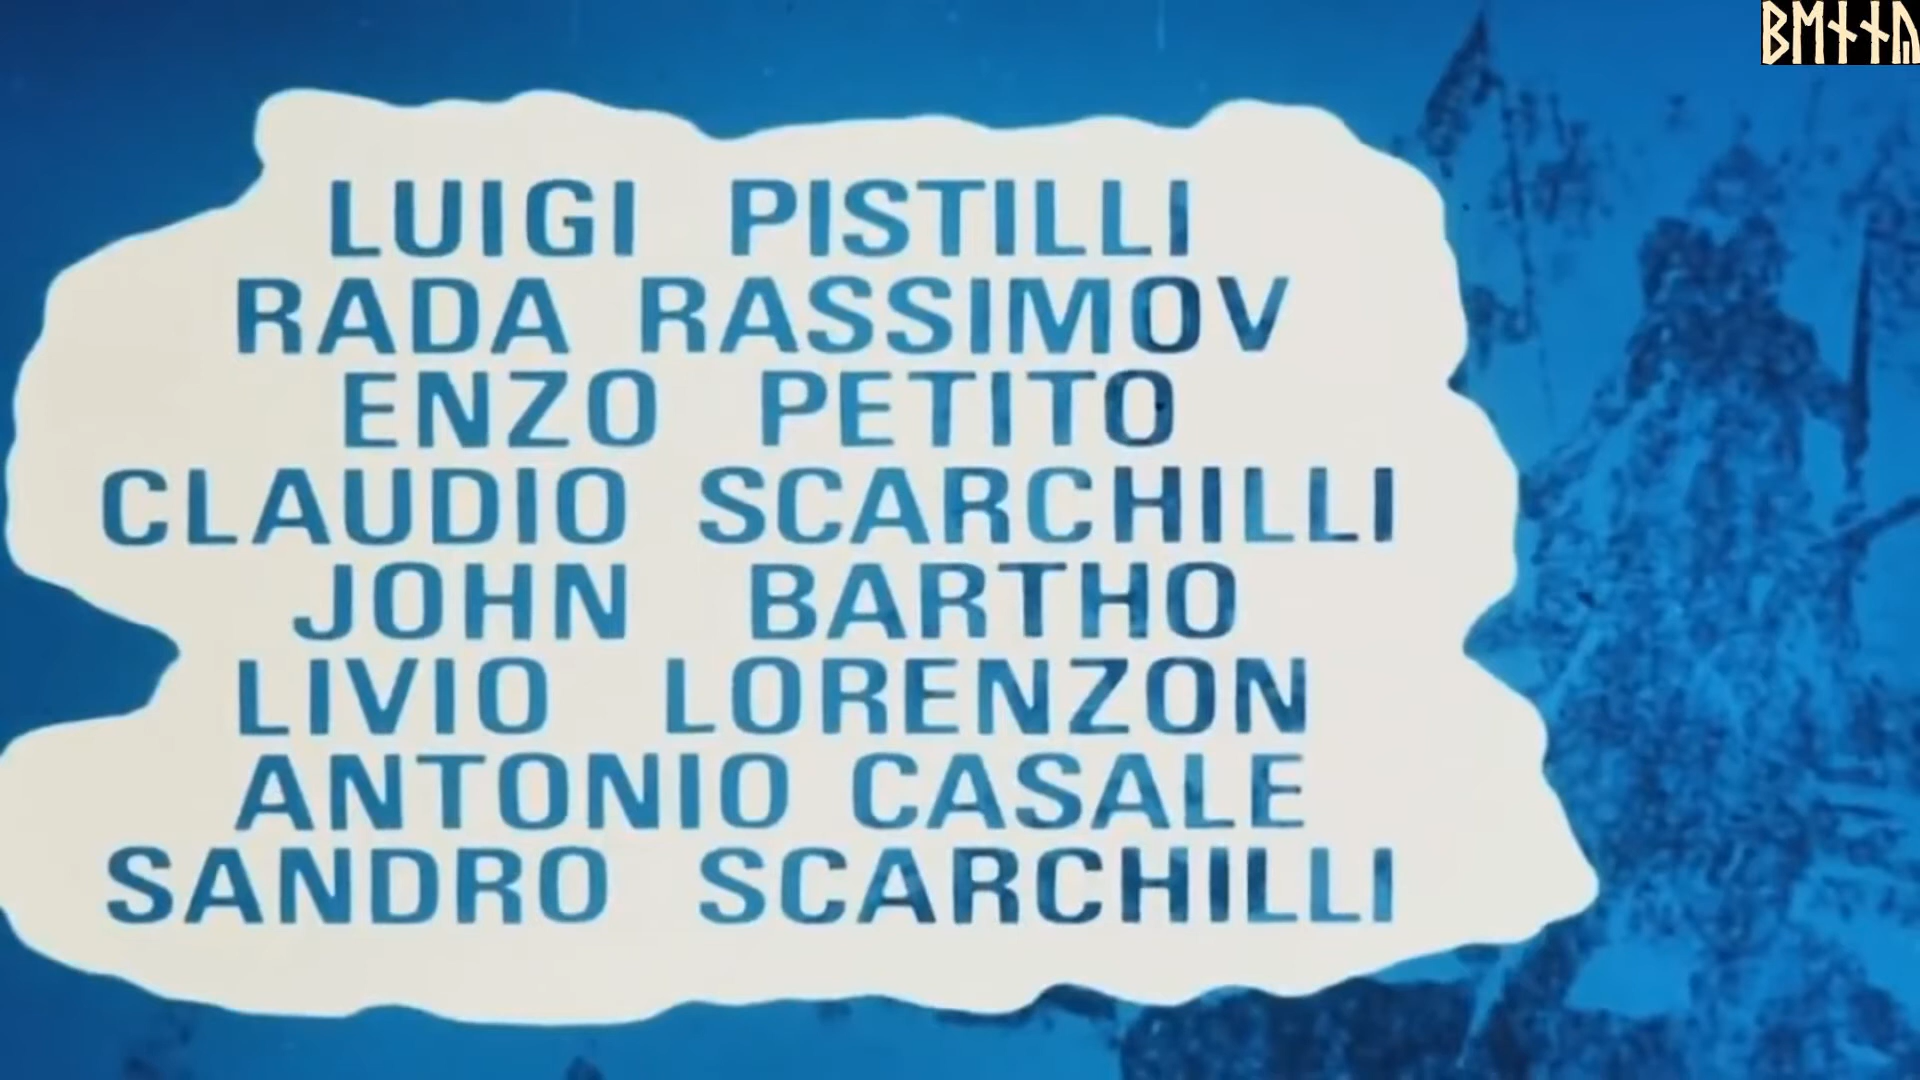 LUIGI PISTILLI
RADA RASSIMOV
ENZO PETITO
CLAUDIO SCARCHILLI
JOHN BARTHO
LIVIO LORENZON
ANTONIO CASALE
SANDRO SCARCHILLI